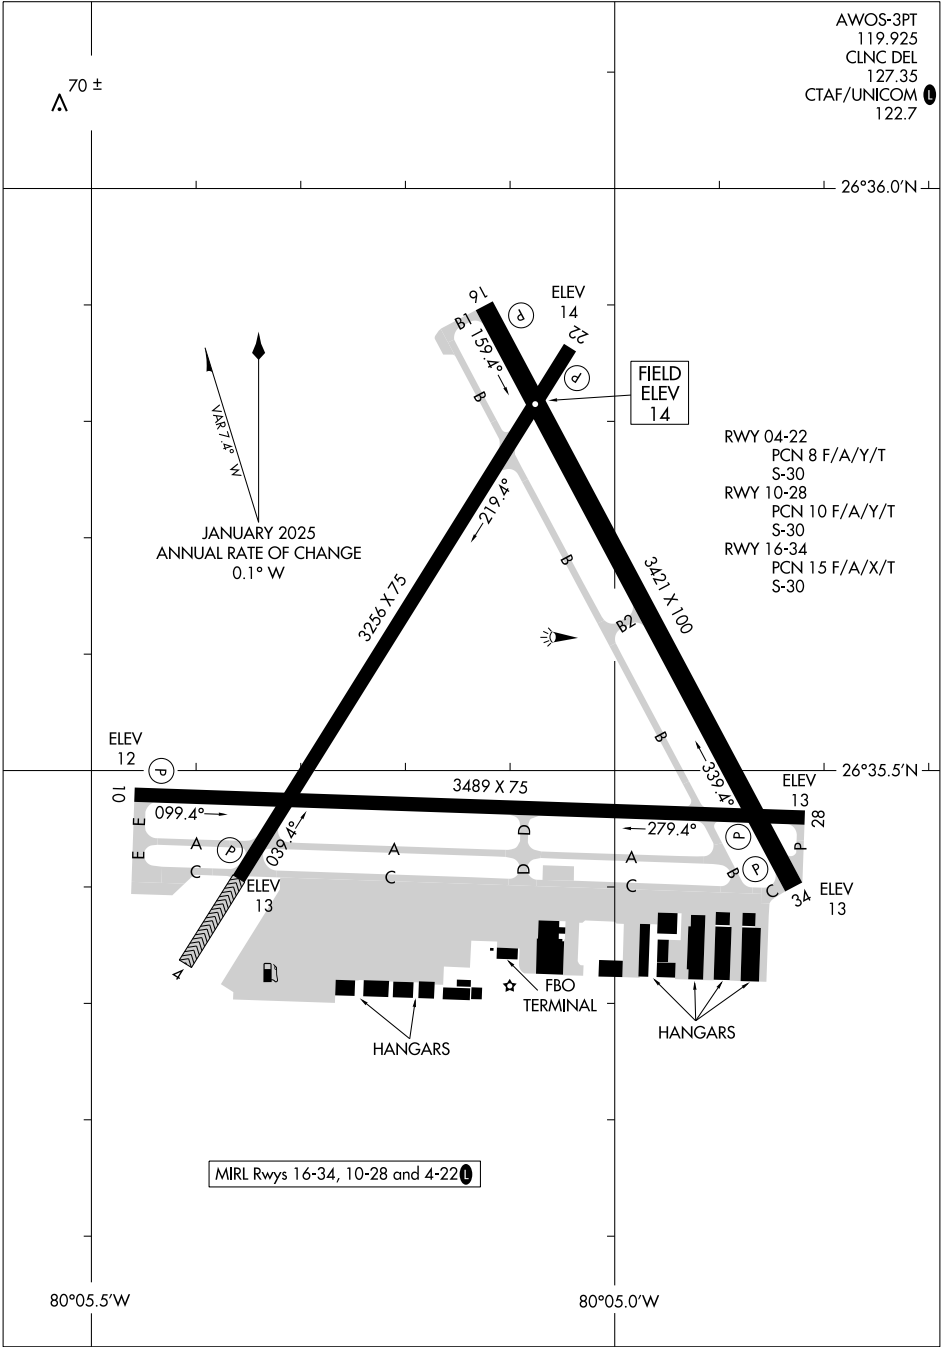 AWOS-3PT
119.925
CLNC DEL
127.35
CTAF/UNICOM L
122.7
70 ±
26°36.0'N
16
ELEV
14
22
B1
159.4°
P
P
B
FIELD
ELEV
14
VAR 7.4° W
RWY 04-22
PCN 8 F/A/Y/T
S-30
RWY 10-28
PCN 10 F/A/Y/T
S-30
RWY 16-34
PCN 15 F/A/X/T
S-30
219.4°
JANUARY 2025
ANNUAL RATE OF CHANGE
0.1° W
B
3256 X 75
3421 X 100
B2
B
ELEV
12
P
26°35.5'N
339.4°
ELEV
13
10
3489 X 75
28
099.4°
279.4°
E
D
P
039.4°
P
P
E
A
A
A
C
C
D
C
B
P
C
ELEV
13
34
ELEV
13
4
FBO
TERMINAL
HANGARS
HANGARS
MIRL Rwys 16-34, 10-28 and 4-22 L
80°05.5'W
80°05.0'W